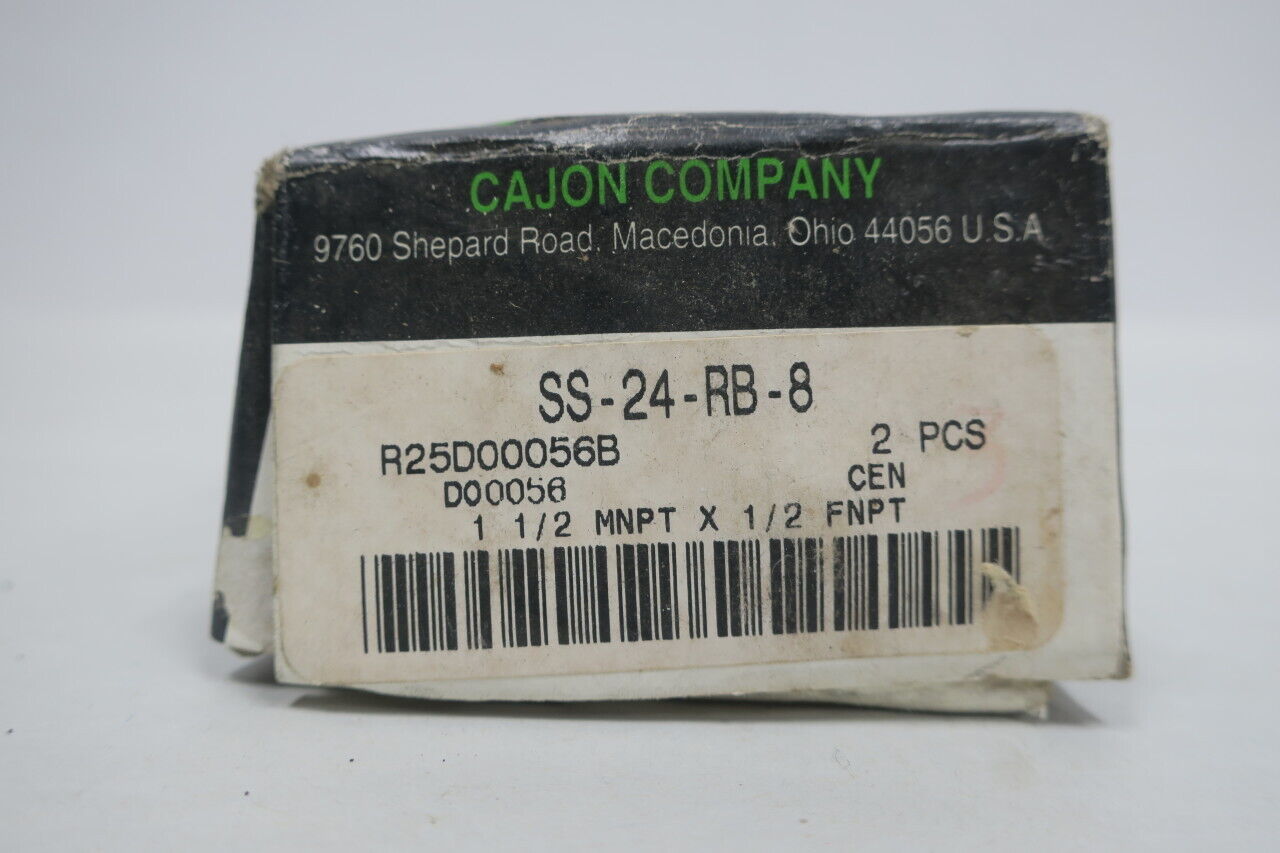 CAJON COMPANY
9760 Shepard Road, Macedonia, Ohio 44056 U.S.A
SS-24-RB-8
R25D00056B 2 PCS
D00056 CEN
1 1/2 MNPT X 1/2 FNPT